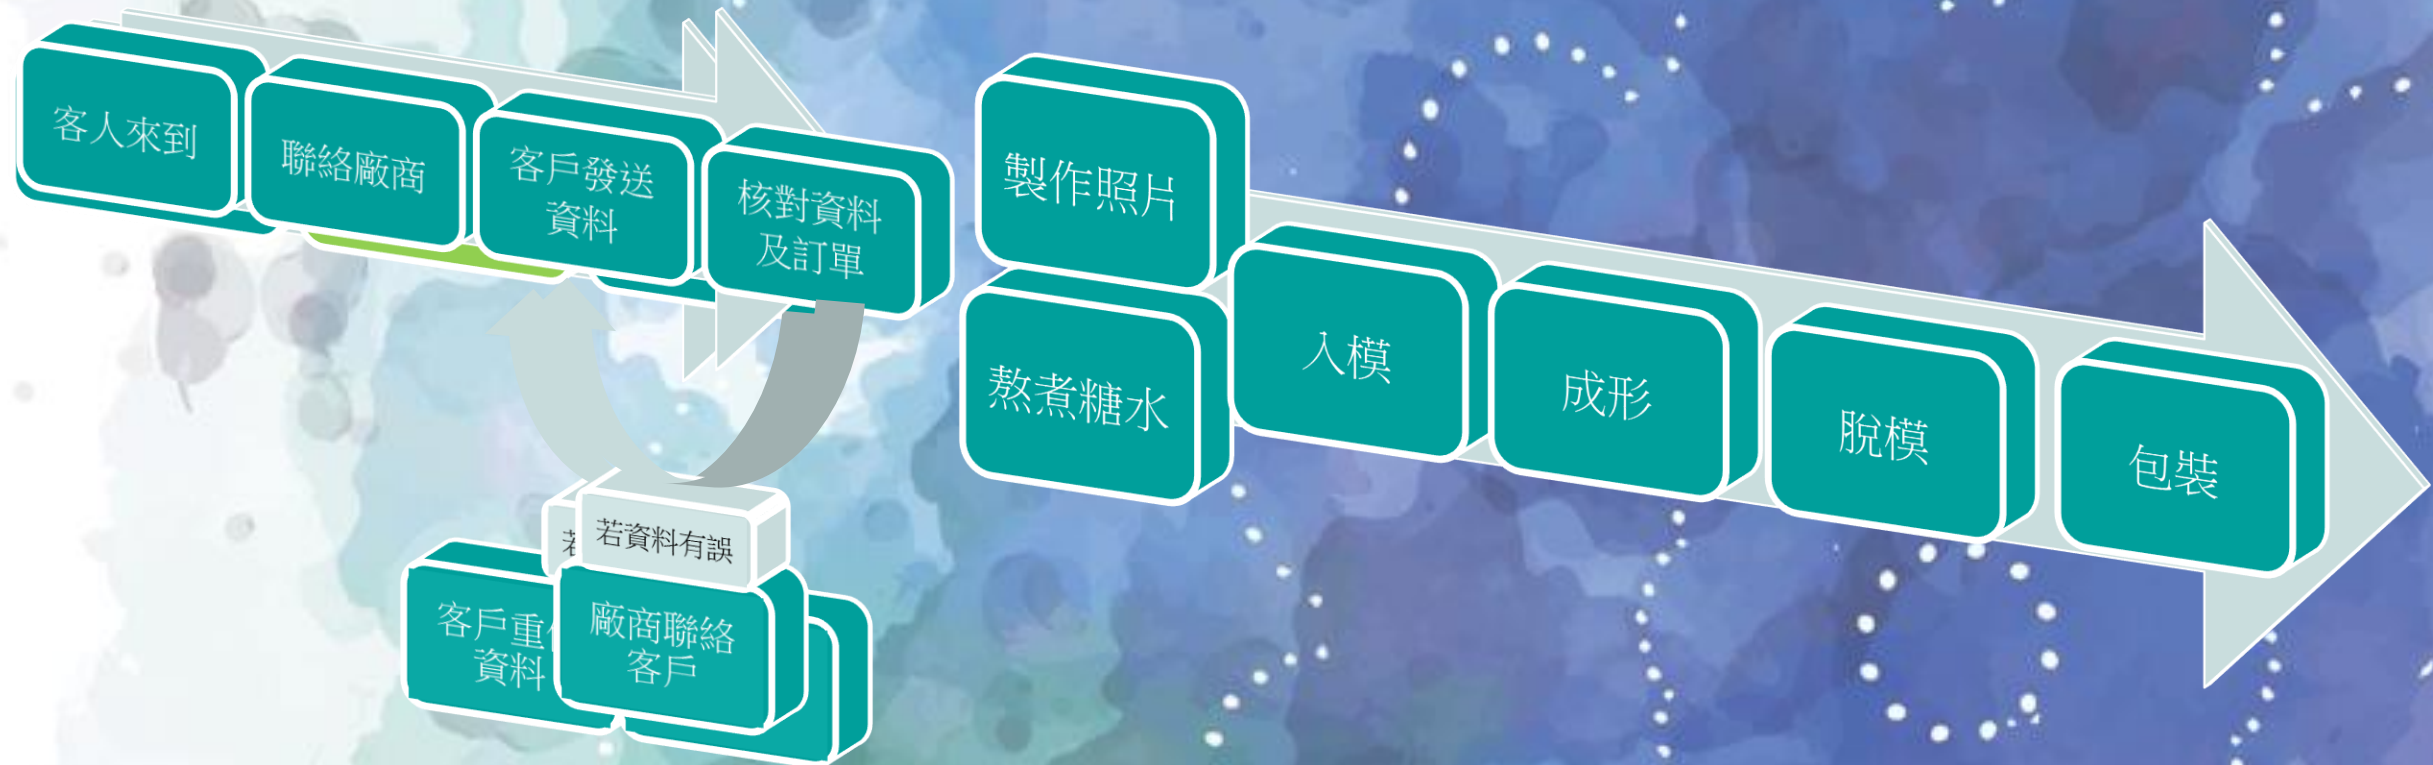 客人來到
聯絡廠商
客戶發送
資料
核對資料
及訂單
若資料有誤
客戶重
資料
廠商聯絡
客戶
製作照片
熬煮糖水
入模
成形
脫模
包裝